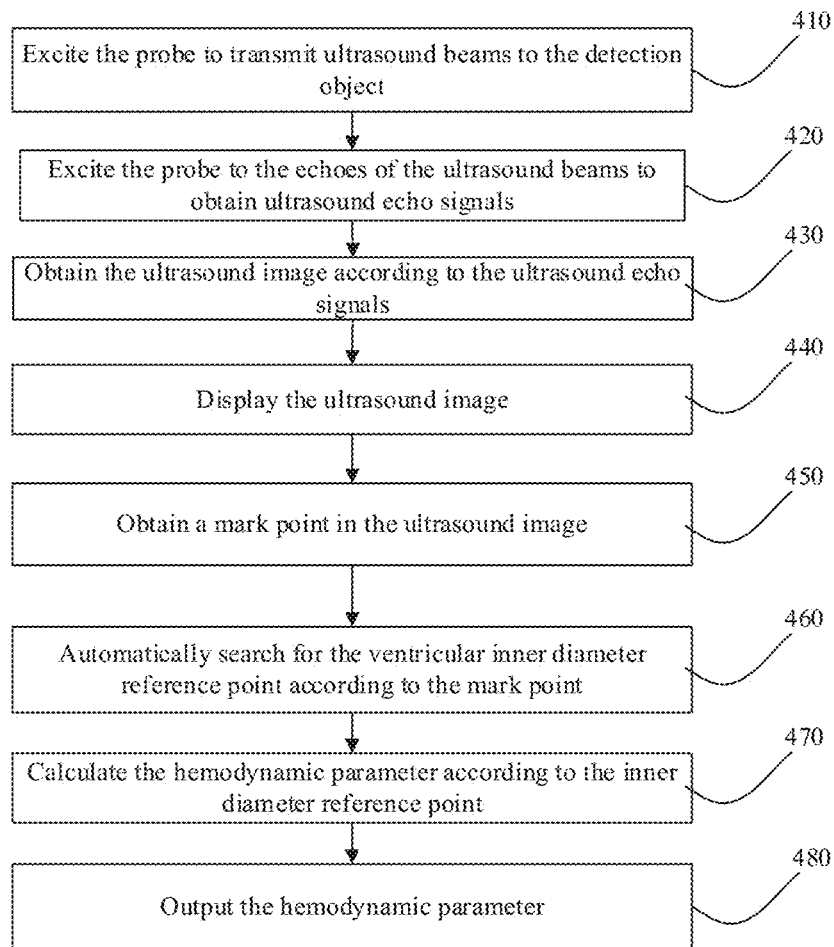 410
Excite the probe to transmit ultrasound beams to the detection
object
420
Excite the probe to the echoes of the ultrasound beams to
obtain ultrasound echo signals
430
Obtain the ultrasound image according to the ultrasound echo
signals
440
Display the ultrasound image
450
Obtain a mark point in the ultrasound image
460
Automatically search for the ventricular inner diameter
reference point according to the mark point
470
Calculate the hemodynamic parameter according to the inner
diameter reference point
480
Output the hemodynamic parameter